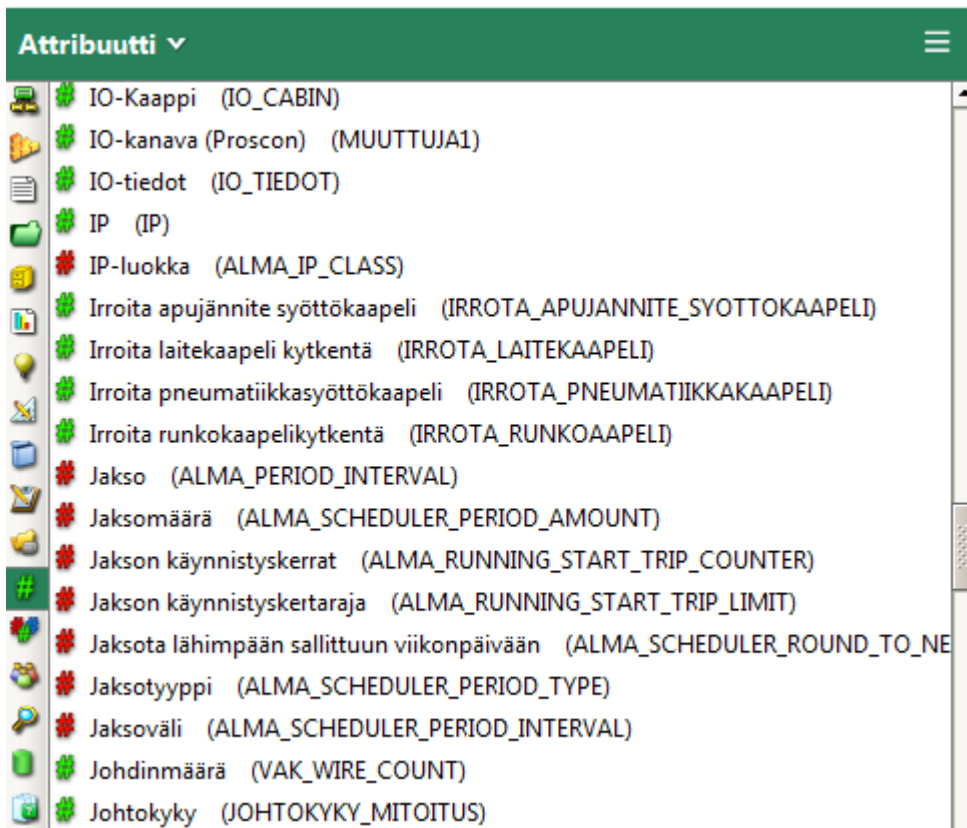 Attribuutti
IO-Kaappi (IO_CABIN)
IO-kanava (Proscon) (MUUTTUJA1)
IO-tiedot (IO_TIEDOT)
IP (IP)
IP-luokka (ALMA_IP_CLASS)
Irroita apujännite syöttökaapeli (IRROTA_APUJANNITE_SYOTTOKAAPELI)
Irroita laitekaapeli kytkentä (IRROTA_LAITEKAAPELI)
Irroita pneumatiikkasyöttökaapeli (IRROTA_PNEUMATIIKKAKAAPELI)
Irroita runkokaapelikytkentä (IRROTA_RUNKOAAPELI)
Jakso (ALMA_PERIOD_INTERVAL)
Jaksomäärä (ALMA_SCHEDULER_PERIOD_AMOUNT)
Jakson käynnistyskerrat (ALMA_RUNNING_START_TRIP_COUNTER)
Jakson käynnistyskertaraja (ALMA_RUNNING_START_TRIP_LIMIT)
Jaksota lähimpään sallittuun viikonpäivään (ALMA_SCHEDULER_ROUND_TO_NE
Jaksotyyppi (ALMA_SCHEDULER_PERIOD_TYPE)
Jaksoväli (ALMA_SCHEDULER_PERIOD_INTERVAL)
Johdinmäärä (VAK_WIRE_COUNT)
Johtokyky (JOHTOKYKY_MITOITUS)